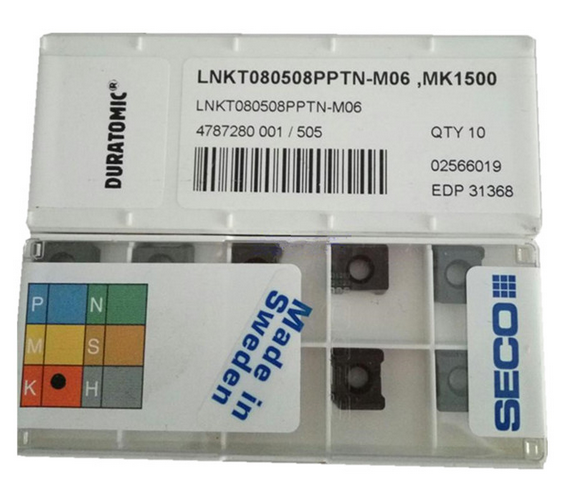 DURATOMIC®
LNKT080508PPTN-M06 ,MK1500
LNKT080508PPTN-M06
4787280 001 / 505
QTY 10
02566019
EDP 31368
P N
M S
K H
Made in
Sweden
SECO